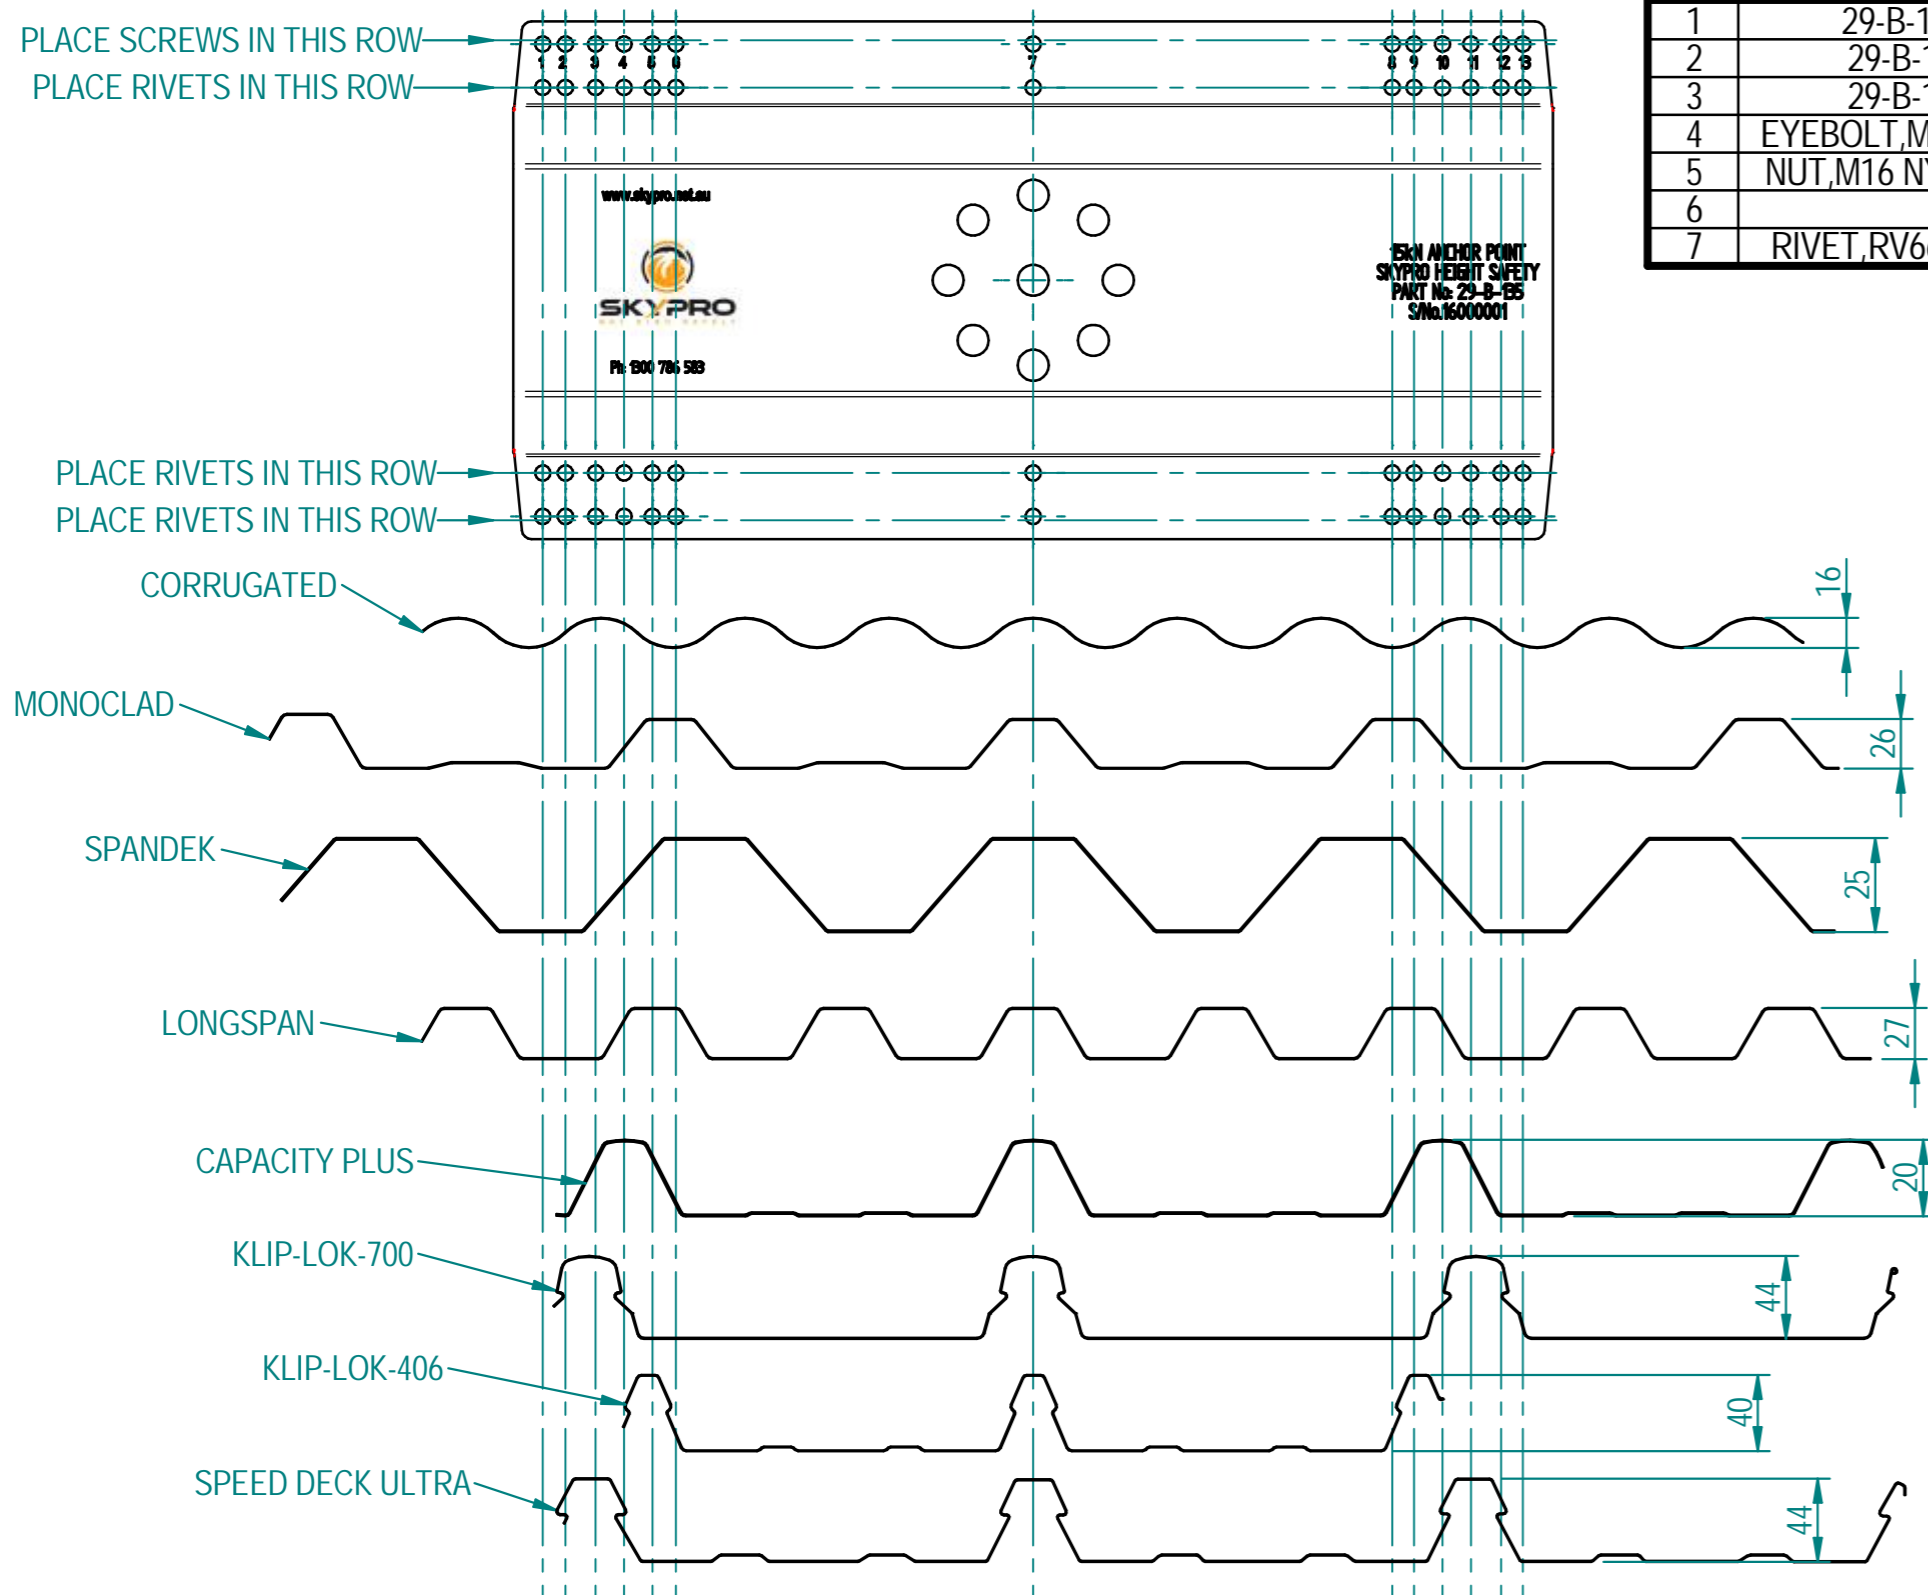 PLACE SCREWS IN THIS ROW
PLACE RIVETS IN THIS ROW
1 2 3 4 5 6 7 8 9 10 11 12 13
www.skypro.net.au
SKYPRO
Ph: 1300 786 583
15kN ANCHOR POINT
SKYPRO HEIGHT SAFETY
PART No: 29-B-135
S/No.16000001
PLACE RIVETS IN THIS ROW
PLACE RIVETS IN THIS ROW
1 29-B-1
2 29-B-1
3 29-B-1
4 EYEBOLT,M
5 NUT,M16 NY
6
7 RIVET,RV66
CORRUGATED
16
MONOCLAD
26
SPANDEK
25
LONGSPAN
27
CAPACITY PLUS
20
KLIP-LOK-700
44
KLIP-LOK-406
40
SPEED DECK ULTRA
44